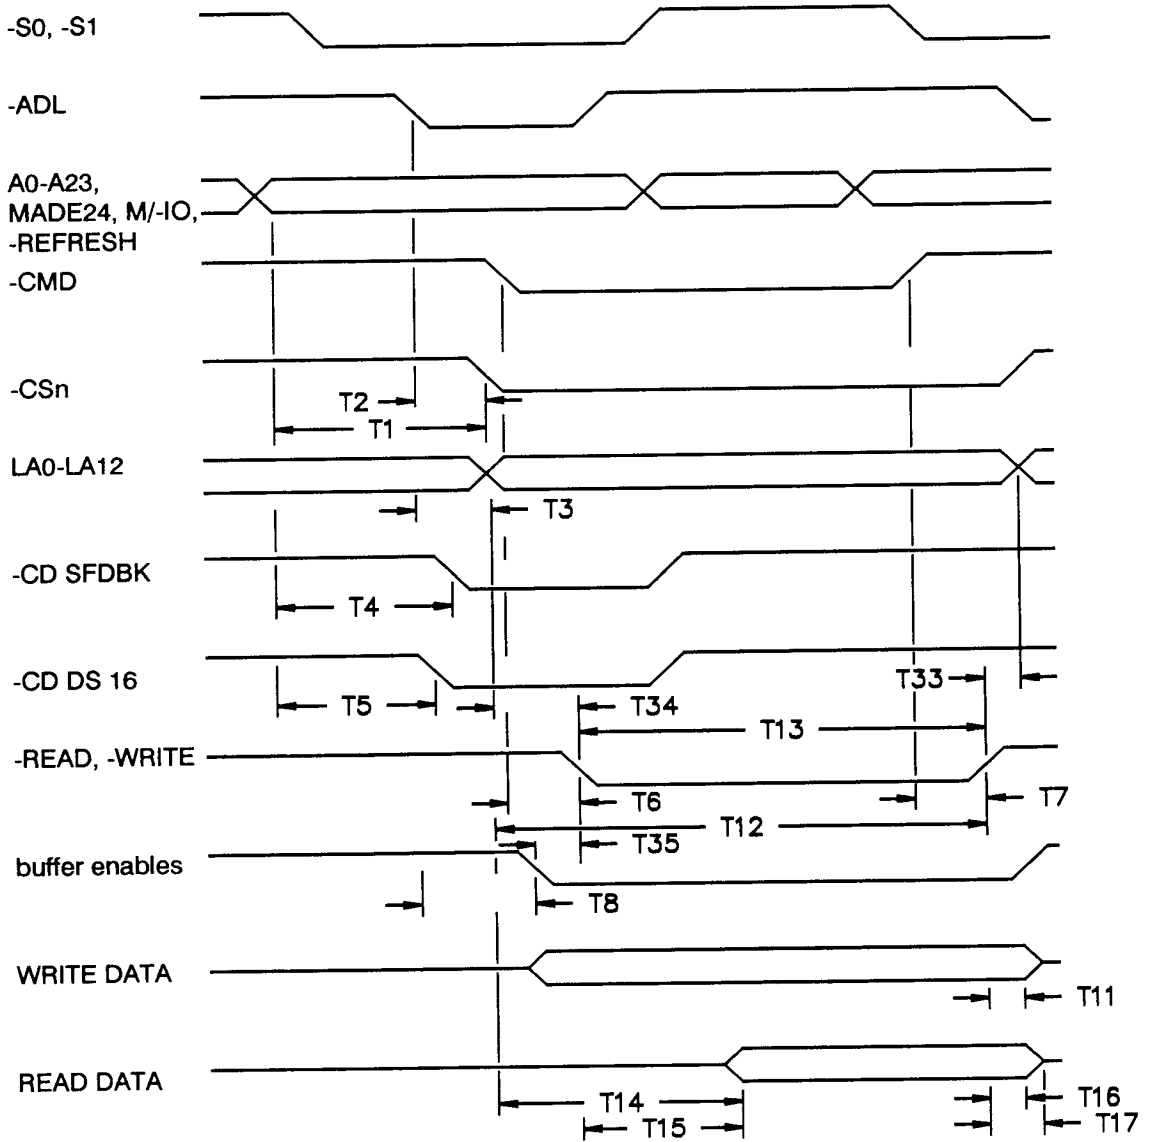 -S0, -S1
-ADL
A0-A23,
MADE24, M/-IO,
-REFRESH
-CMD
-CSn
T2
T1
LA0-LA12
T3
-CD SFDBK
T4
-CD DS 16
T33
T5
T34
T13
-READ, -WRITE
T6
T7
T12
T35
buffer enables
T8
WRITE DATA
T11
READ DATA
T14
T16
T15
T17